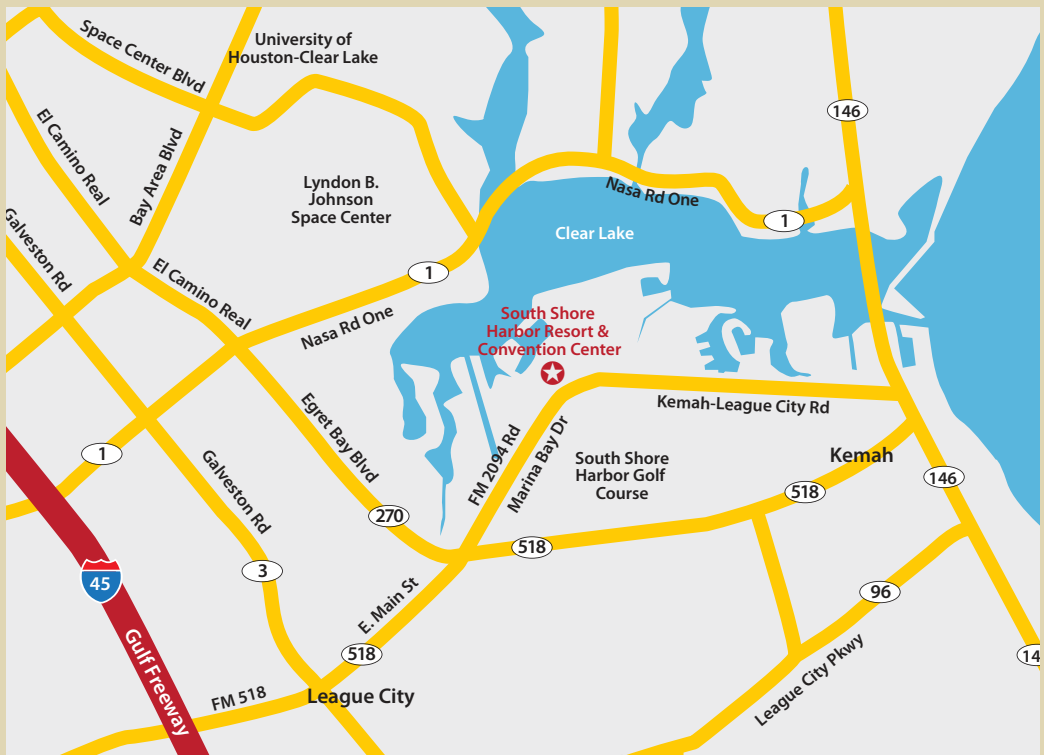 Space Center Blvd
University of
Houston-Clear Lake
146
El Camino Real
Bay Area Blvd
Lyndon B.
Johnson
Space Center
Nasa Rd One
1
Clear Lake
Galveston Rd
El Camino Real
1
Nasa Rd One
South Shore
Harbor Resort &
Convention Center
Kemah-League City Rd
Egret Bay Blvd
FM 2094 Rd
Marina Bay Dr
South Shore
Harbor Golf
Course
Kemah
1
Galveston Rd
146
518
270
518
3
45
96
E. Main St
518
14
Gulf Freeway
FM 518
League City
League City Pkwy